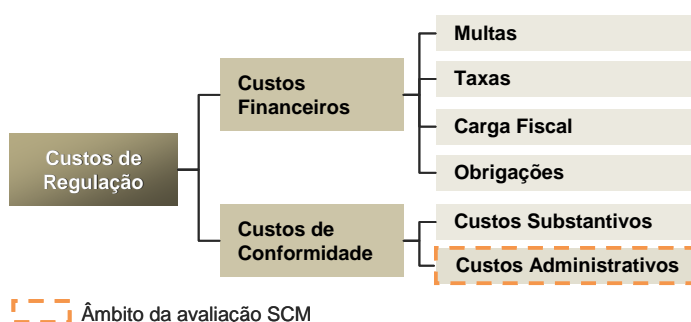 Custos de
Regulação
Custos
Financeiros
Multas
Taxas
Carga Fiscal
Obrigações
Custos de
Conformidade
Custos Substantivos
Custos Administrativos
Âmbito da avaliação SCM